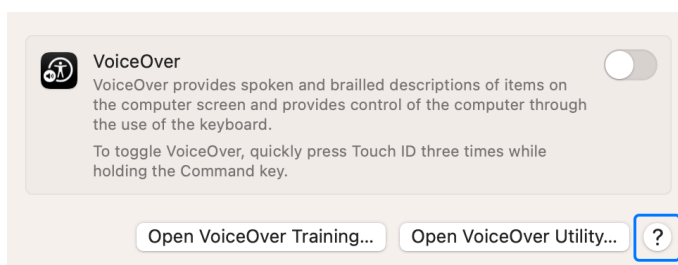 VoiceOver
VoiceOver provides spoken and brailled descriptions of items on
the computer screen and provides control of the computer through
the use of the keyboard.
To toggle VoiceOver, quickly press Touch ID three times while
holding the Command key.
Open VoiceOver Training... Open VoiceOver Utility... ?